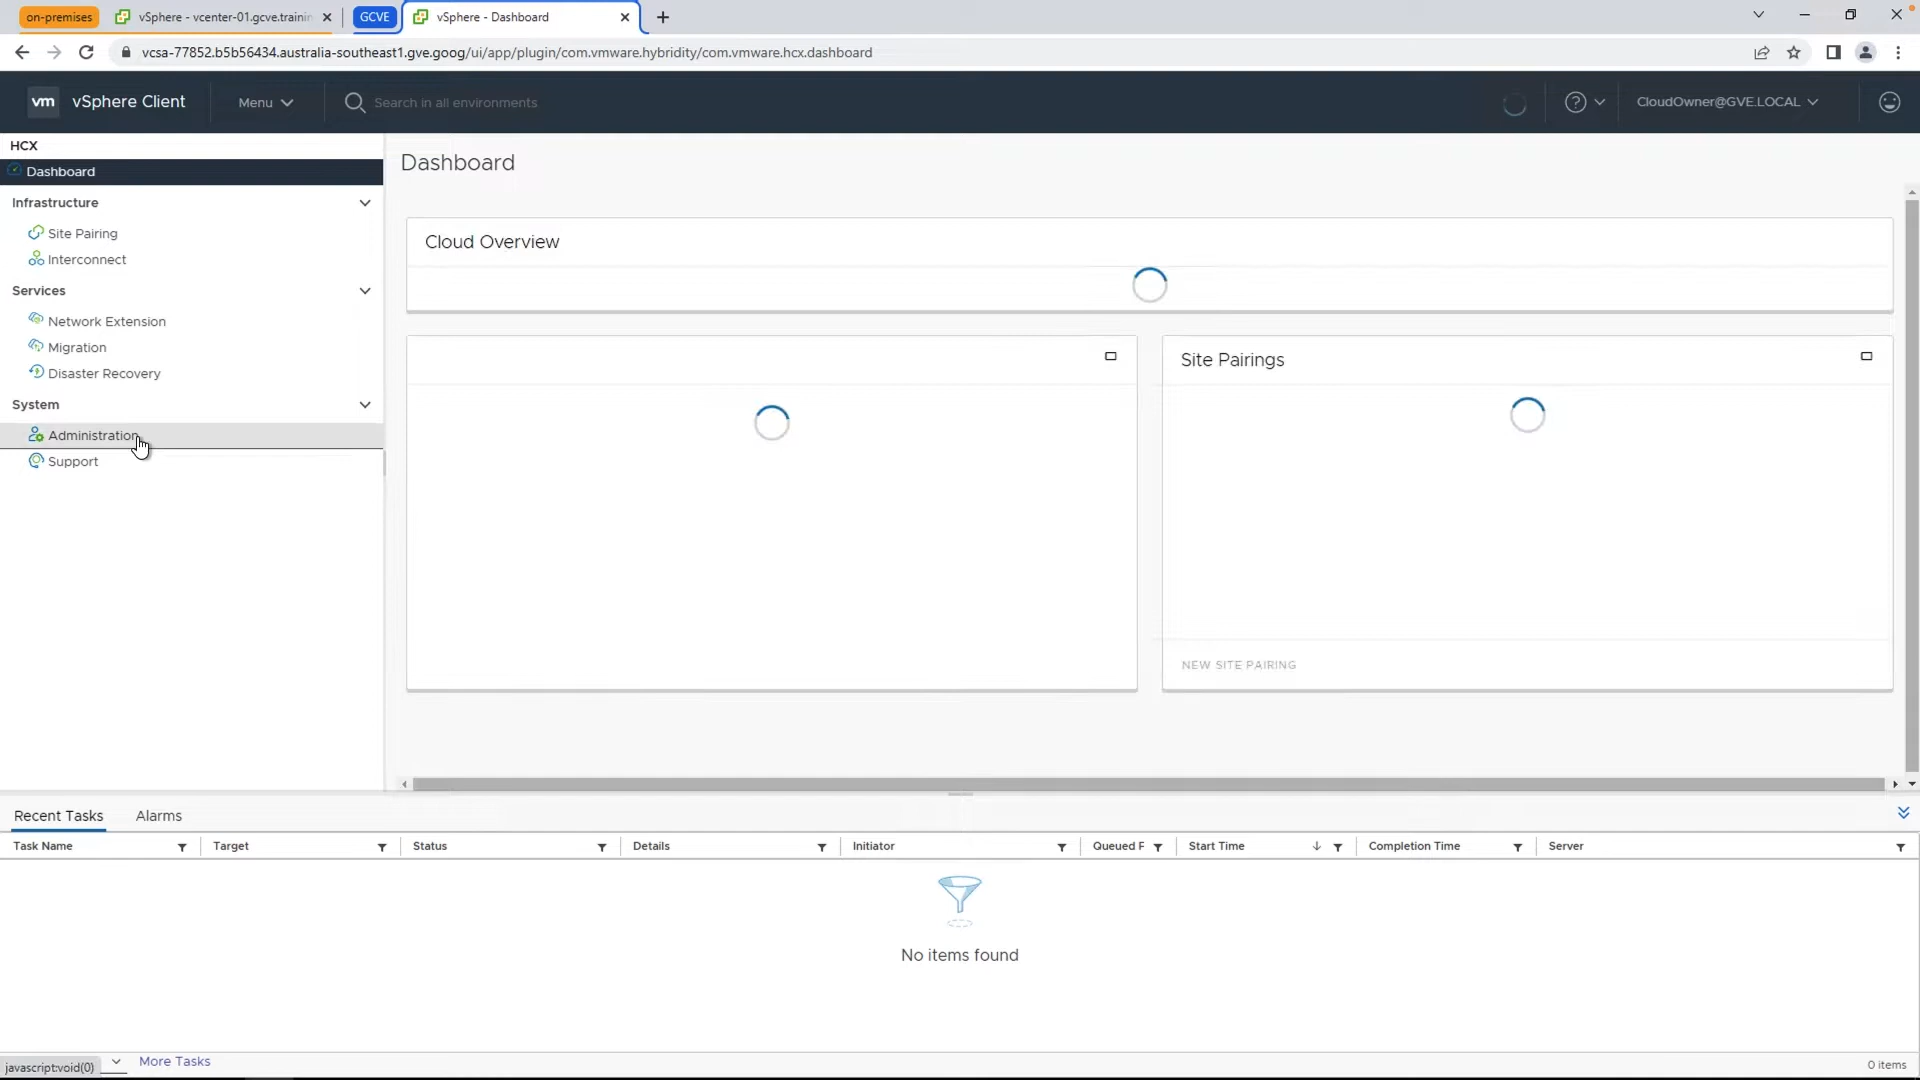 on-premises
vSphere - vcenter-01.gcve.trainin
GCVE
vSphere - Dashboard
vcsa-77852.b5b56434.australia-southeast1.gve.goog/ui/app/plugin/com.vmware.hybridity/com.vmware.hcx.dashboard
vm vSphere Client
Menu
Search in all environments
CloudOwner@GVE.LOCAL
HCX
Dashboard
Infrastructure
Site Pairing
Interconnect
Services
Network Extension
Migration
Disaster Recovery
System
Administration
Support
Dashboard
Cloud Overview
Site Pairings
NEW SITE PAIRING
Recent Tasks Alarms
Task Name Target Status Details Initiator Queued F Start Time Completion Time Server
No items found
javascript:void(0)
More Tasks
0 items